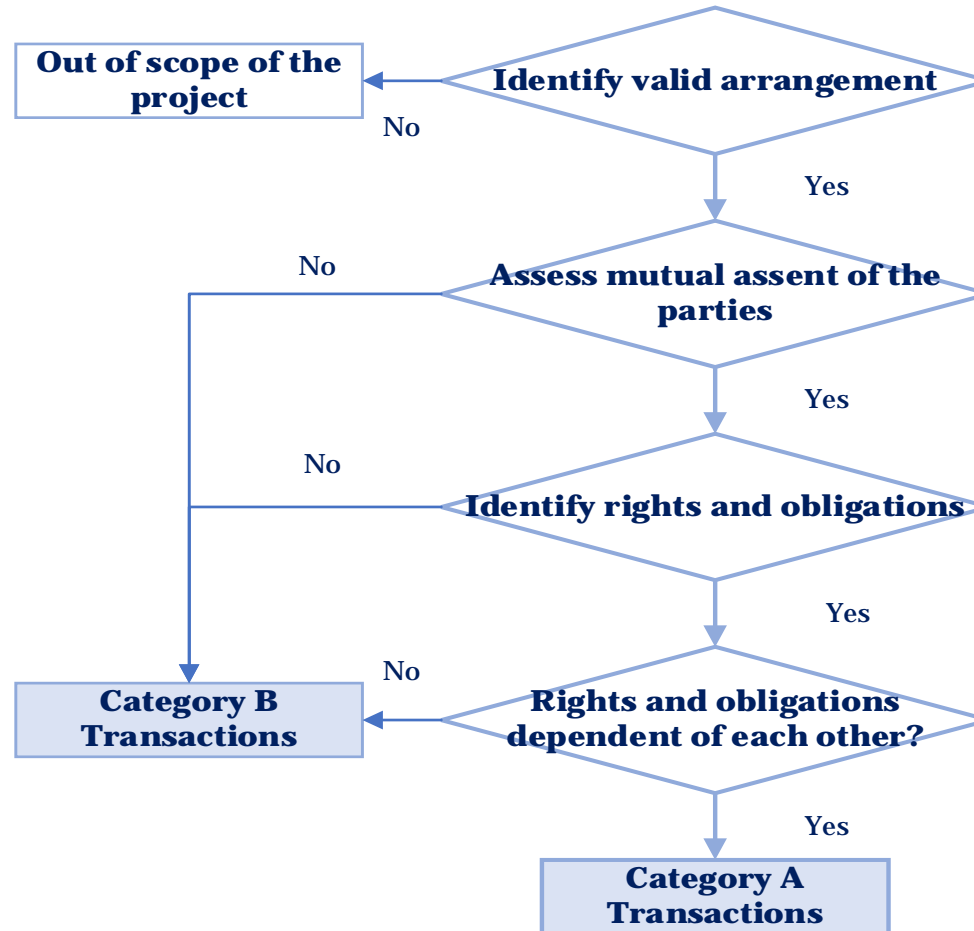 Out of scope of the
project
Identify valid arrangement
No
Yes
No
Assess mutual assent of the
parties
Yes
No
Identify rights and obligations
Yes
No
Category B
Transactions
Rights and obligations
dependent of each other?
Yes
Category A
Transactions